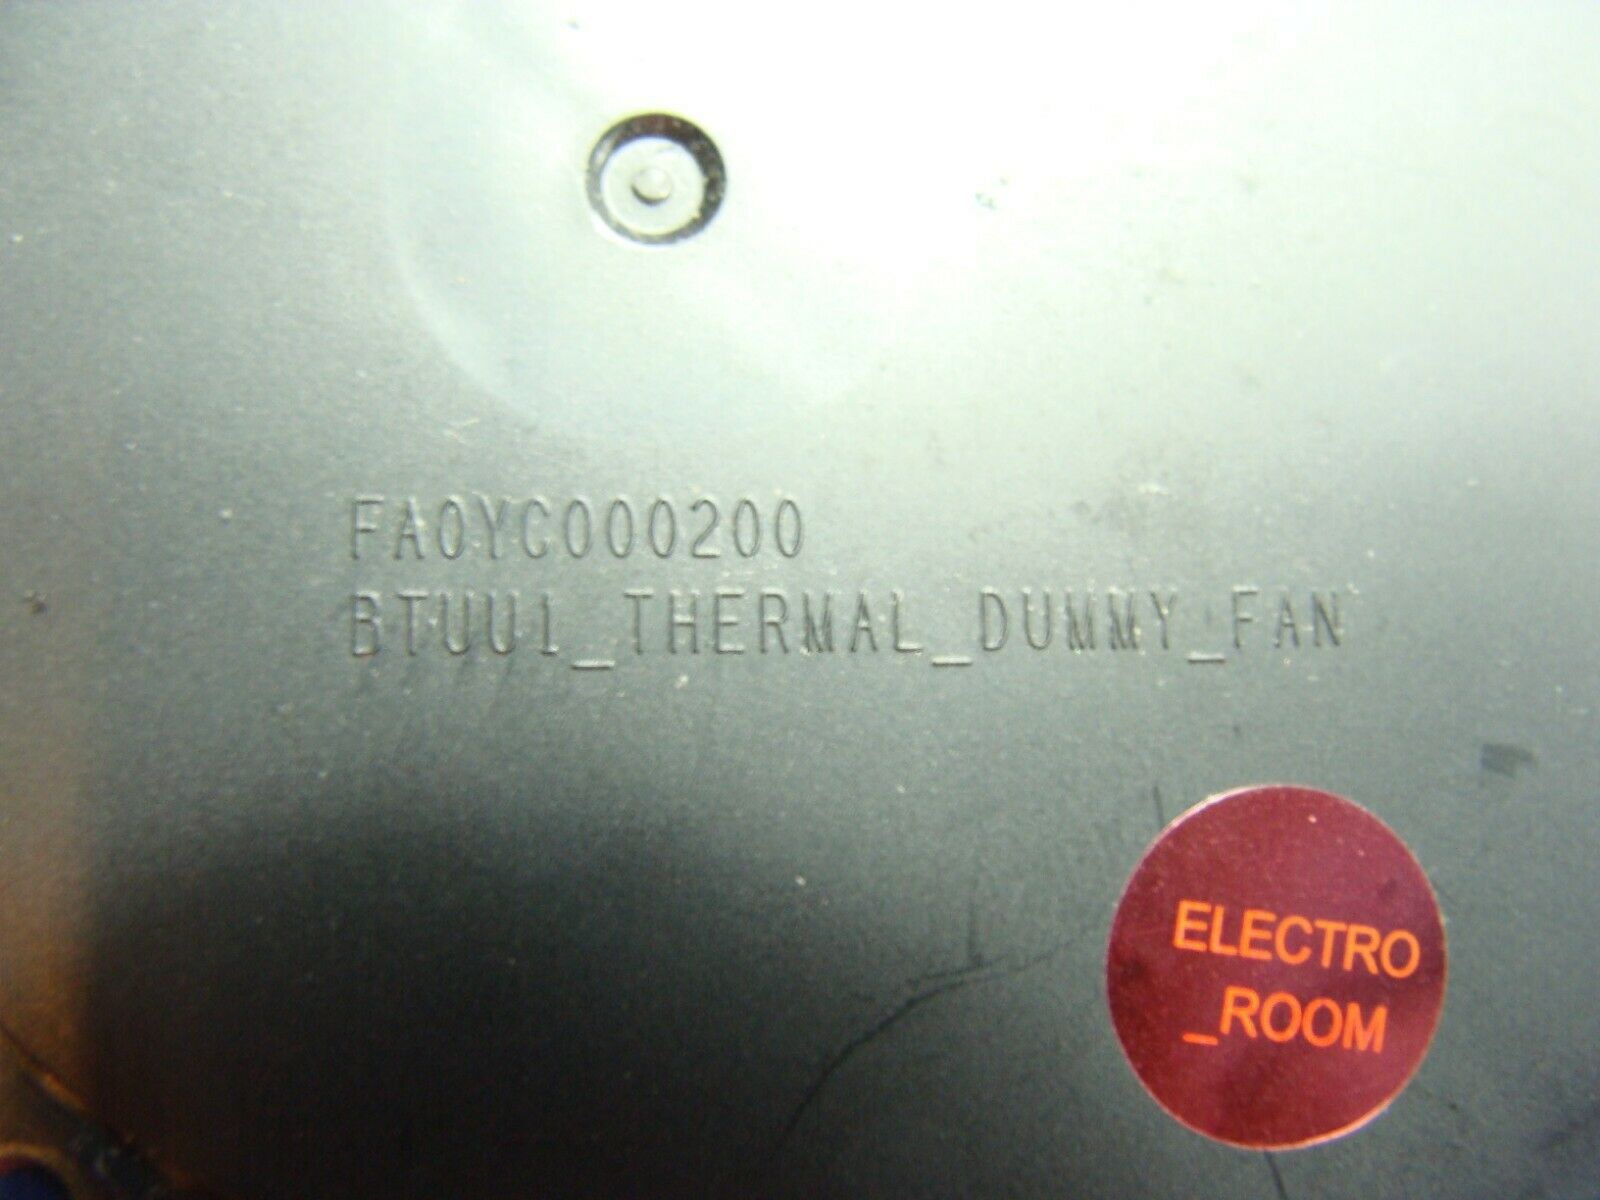 FA0YC000200
BTUU1_THERMAL_DUMMY_FAN
ELECTRO
_ROOM